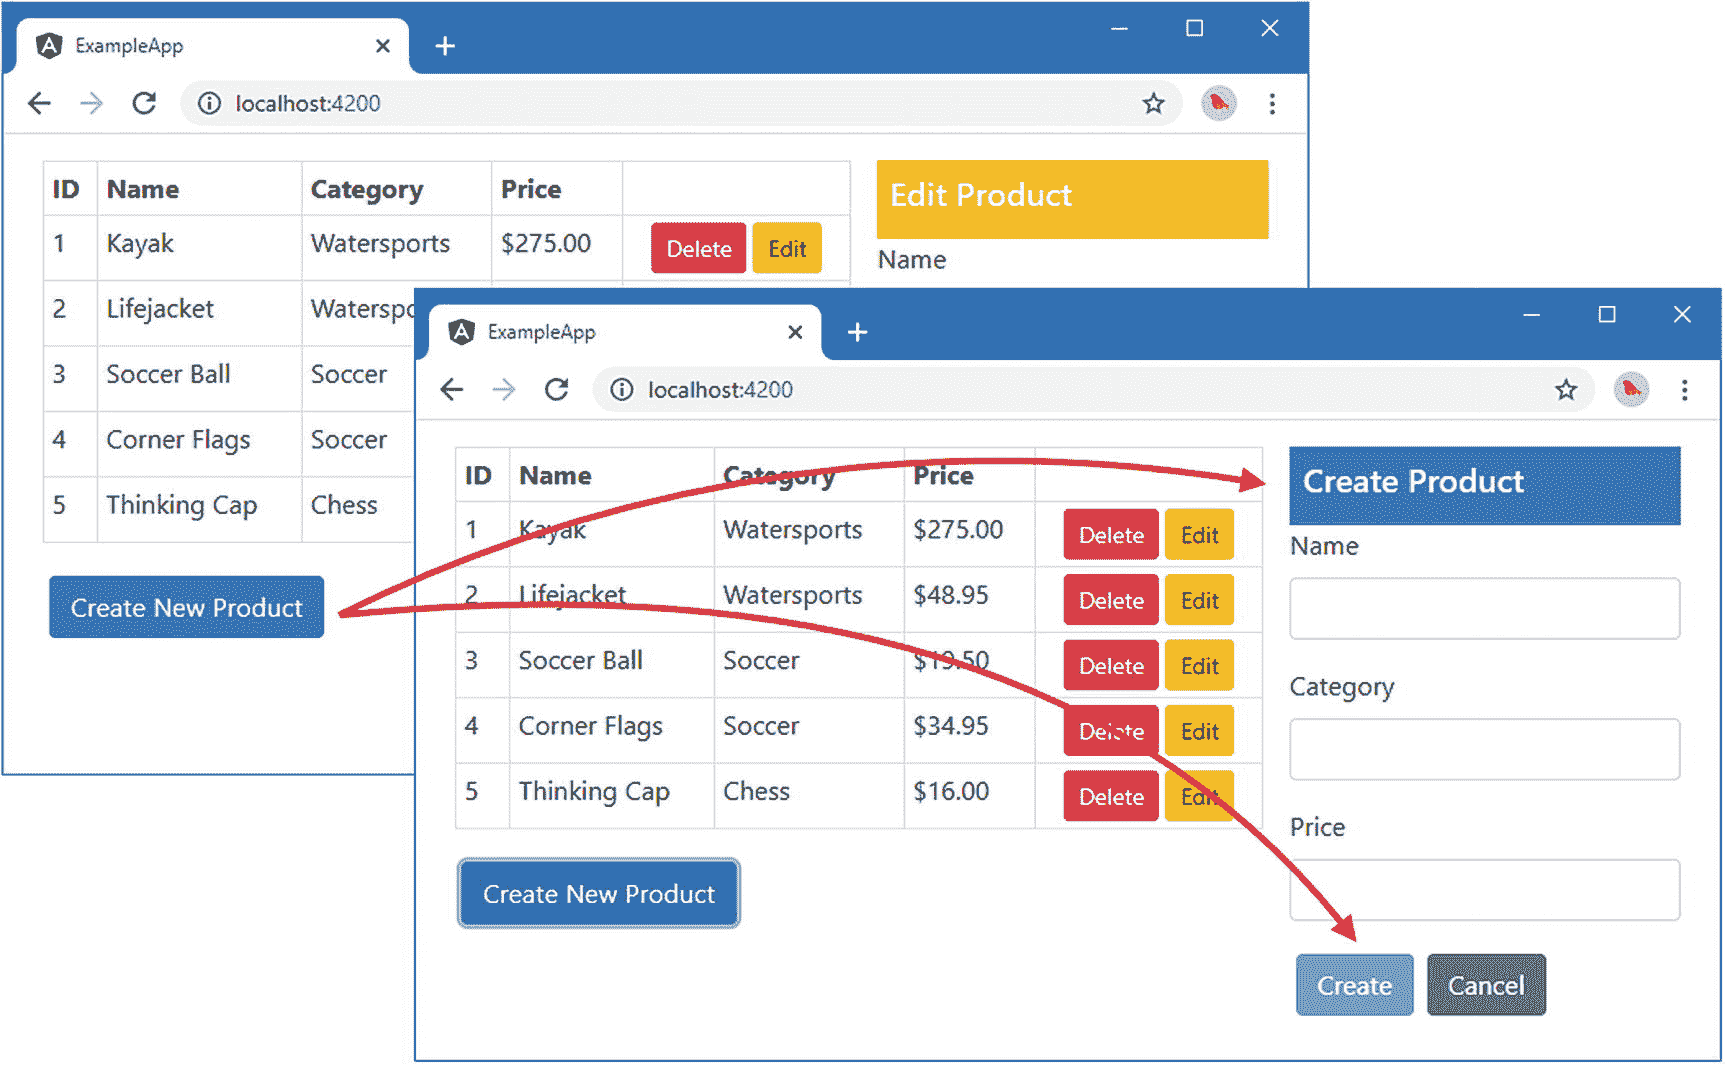 ExampleApp
localhost:4200
ID Name Category Price
1 Kayak Watersports $275.00 Delete Edit
2 Lifejacket Waterspo
3 Soccer Ball Soccer
4 Corner Flags Soccer
5 Thinking Cap Chess
Create New Product
Edit Product
Name
ExampleApp
localhost:4200
ID Name Category Price
1 Kayak Watersports $275.00 Delete Edit
2 Lifejacket Watersports $48.95 Delete Edit
3 Soccer Ball Soccer $19.50 Delete Edit
4 Corner Flags Soccer $34.95 Delete Edit
5 Thinking Cap Chess $16.00 Delete Edit
Create New Product
Create Product
Name
Category
Price
Create Cancel